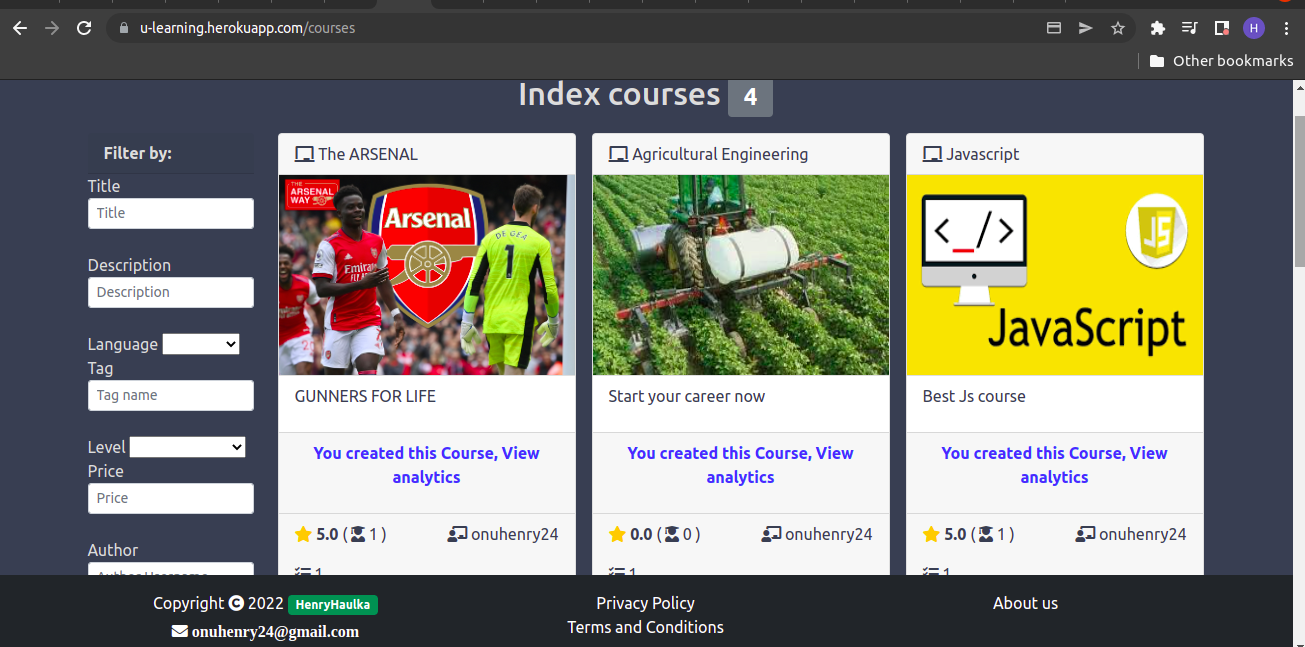 u-learning.herokuapp.com/courses
H
Other bookmarks
Index courses 4
Filter by:
Title
Title
Description
Description
Language
Tag
Tag name
Level
Price
Price
Author
The ARSENAL
THE ARSENAL WAY
Arsenal
DE GEA
1
Emirates
FLY BETTER
GUNNERS FOR LIFE
You created this Course, View
analytics
5.0 ( 1 )
onuhenry24
1
Agricultural Engineering
Start your career now
You created this Course, View
analytics
0.0 ( 0 )
onuhenry24
1
Javascript
< _ / >
JS
JavaScript
Best Js course
You created this Course, View
analytics
5.0 ( 1 )
onuhenry24
1
Copyright © 2022 HenryHaulka
onuhenry24@gmail.com
Privacy Policy
Terms and Conditions
About us